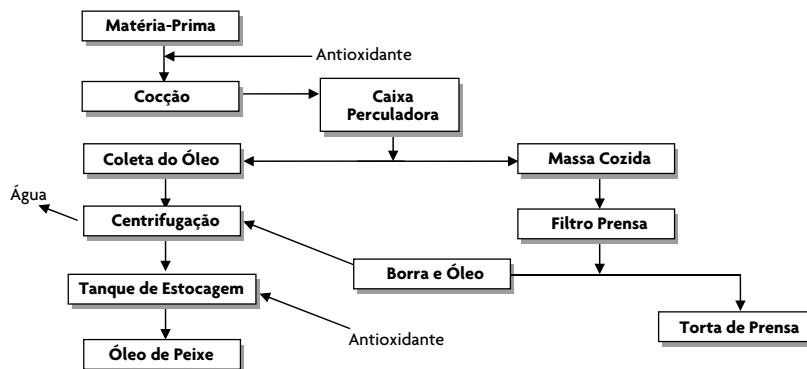 Matéria-Prima
Antioxidante
Cocção
Caixa
Perculadora
Coleta do Óleo
Massa Cozida
Água
Centrifugação
Filtro Prensa
Borra e Óleo
Tanque de Estocagem
Torta de Prensa
Antioxidante
Óleo de Peixe